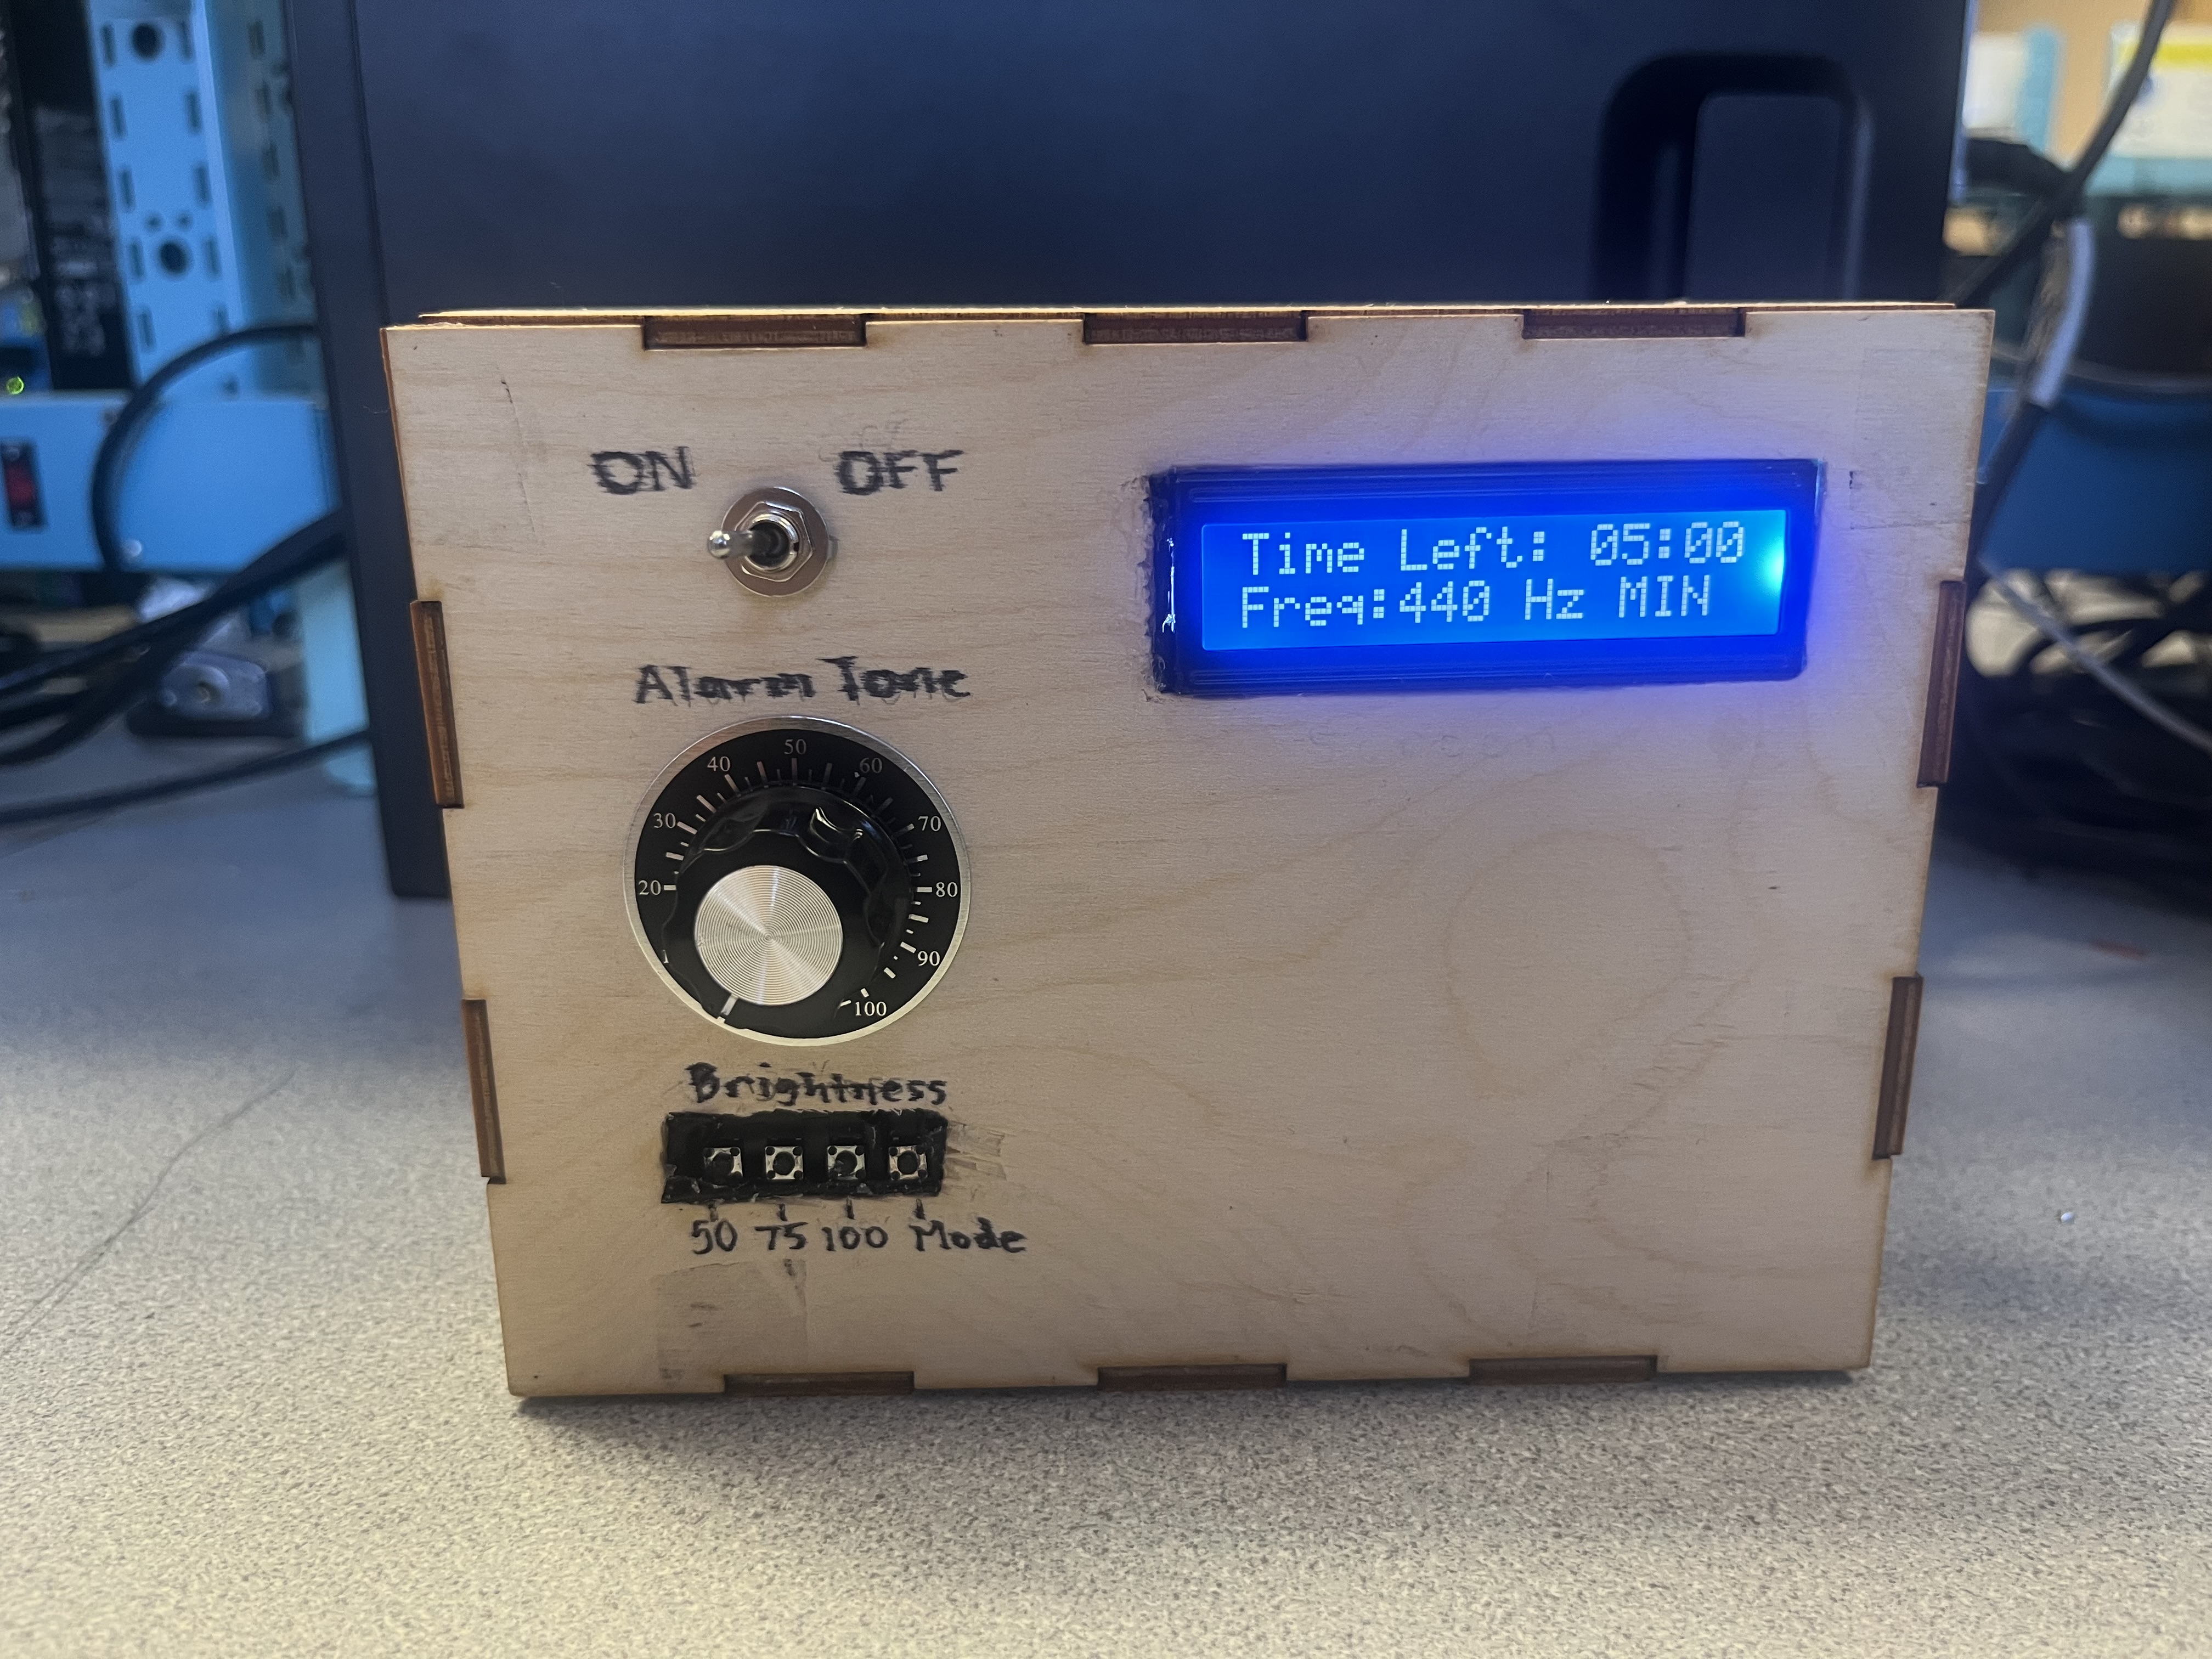 ON OFF
Time Left: 05:00
Freq:440 Hz MIN
Alarm Tone
50
40 60
30 70
20 80
90
100
Brightness
50 75 100 Mode